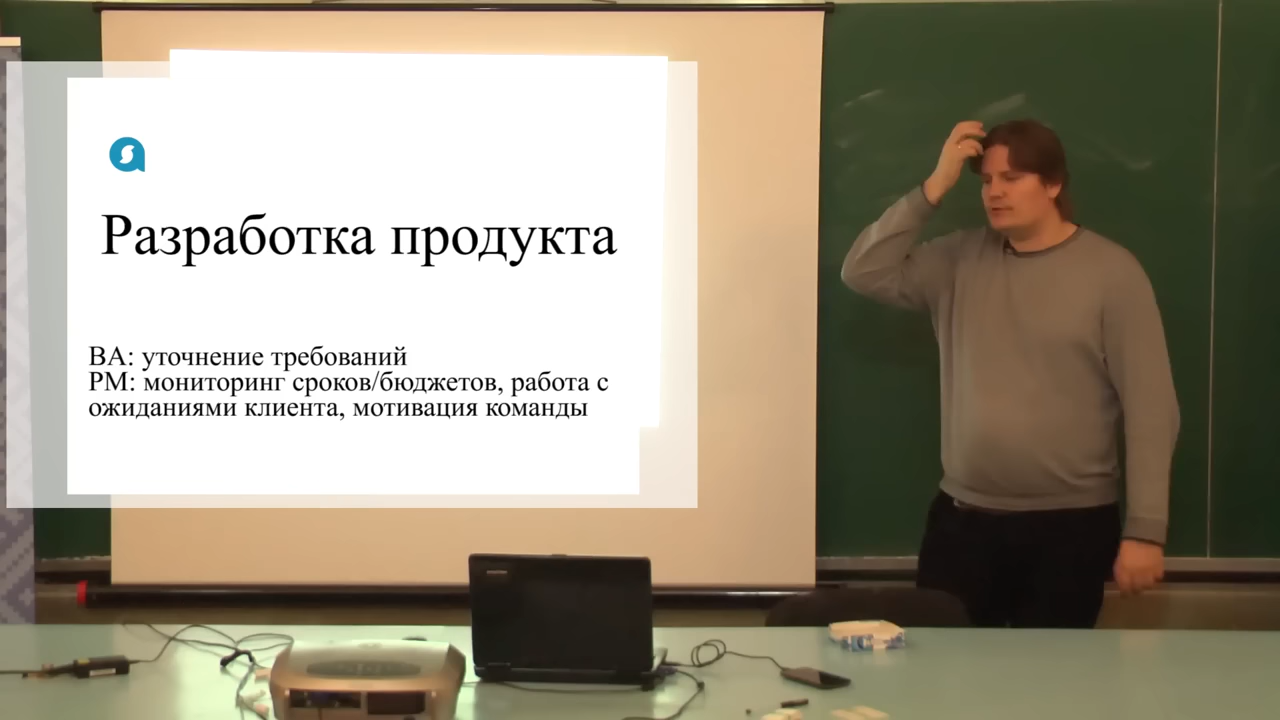 Разработка продукта
BA: уточнение требований
PM: мониторинг сроков/бюджетов, работа с
ожиданиями клиента, мотивация команды